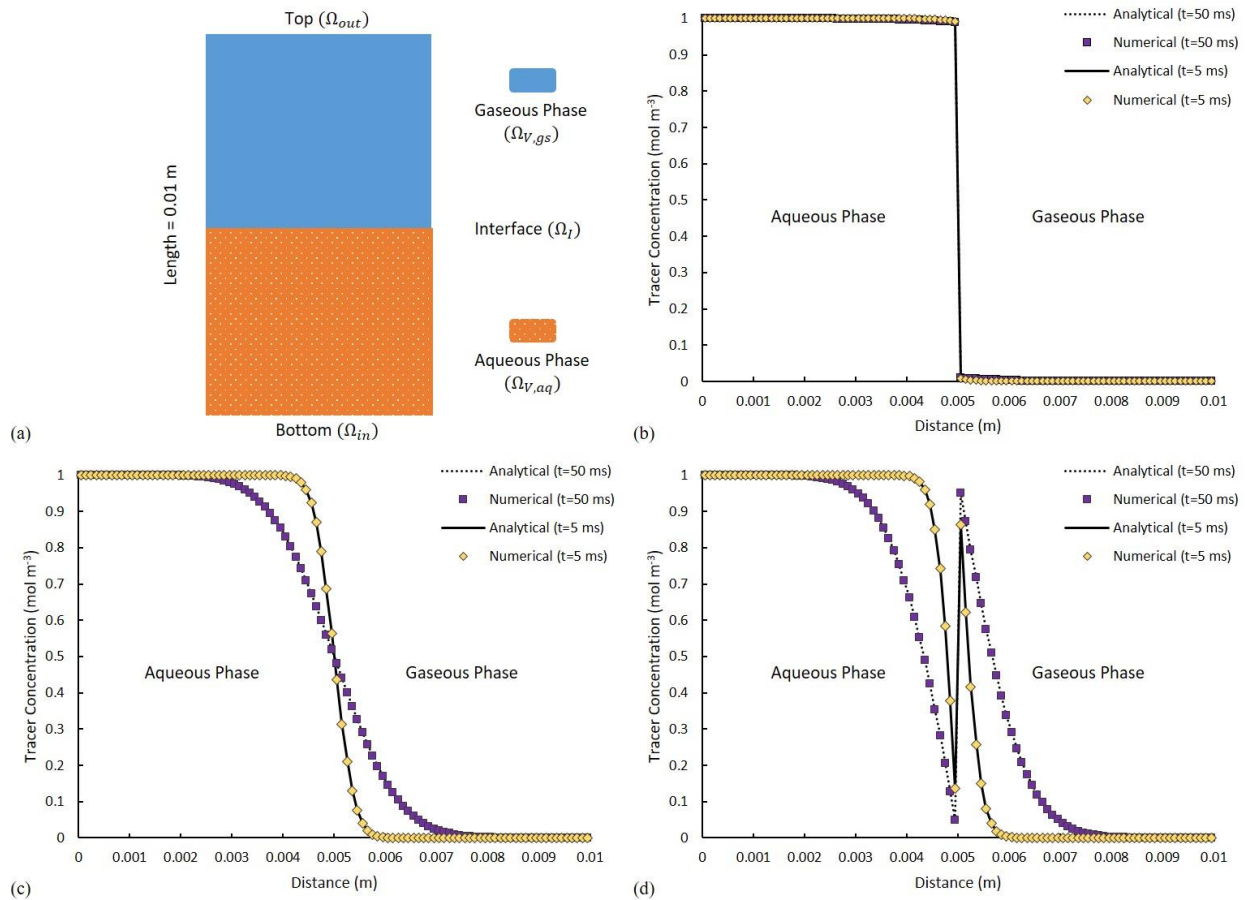 Top (Ω_out)
Length = 0.01 m
Gaseous Phase
(Ω_V,gs)
Interface (Ω_I)
Aqueous Phase
(Ω_V,aq)
Bottom (Ω_in)
(a)
Tracer Concentration (mol m⁻³)
1
0.9
0.8
0.7
0.6
0.5
0.4
0.3
0.2
0.1
0
Analytical (t=50 ms)
Numerical (t=50 ms)
Analytical (t=5 ms)
Numerical (t=5 ms)
Aqueous Phase
Gaseous Phase
0 0.001 0.002 0.003 0.004 0.005 0.006 0.007 0.008 0.009 0.01
Distance (m)
(b)
Tracer Concentration (mol m⁻³)
1
0.9
0.8
0.7
0.6
0.5
0.4
0.3
0.2
0.1
0
Analytical (t=50 ms)
Numerical (t=50 ms)
Analytical (t=5 ms)
Numerical (t=5 ms)
Aqueous Phase
Gaseous Phase
0 0.001 0.002 0.003 0.004 0.005 0.006 0.007 0.008 0.009 0.01
Distance (m)
(c)
Tracer Concentration (mol m⁻³)
1
0.9
0.8
0.7
0.6
0.5
0.4
0.3
0.2
0.1
0
Analytical (t=50 ms)
Numerical (t=50 ms)
Analytical (t=5 ms)
Numerical (t=5 ms)
Aqueous Phase
Gaseous Phase
0 0.001 0.002 0.003 0.004 0.005 0.006 0.007 0.008 0.009 0.01
Distance (m)
(d)